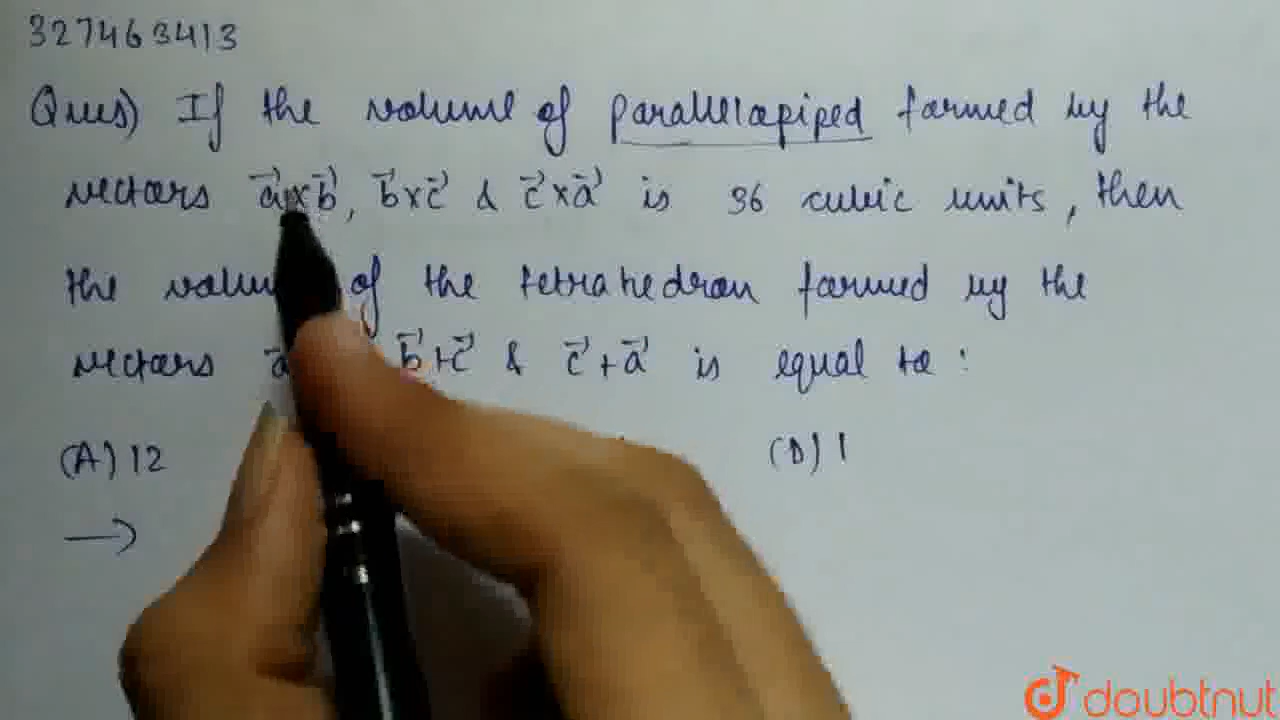 327463413
Ques) If the volume of parallelapiped formed by the
vectors a⃗×b⃗, b⃗×c⃗ & c⃗×a⃗ is 36 cubic units, then
the of the tetrahedron formed by the
vectors a⃗ b⃗+c⃗ & c⃗+a⃗ is equal to :
(A) 12 (D) 1
→
doubtnut